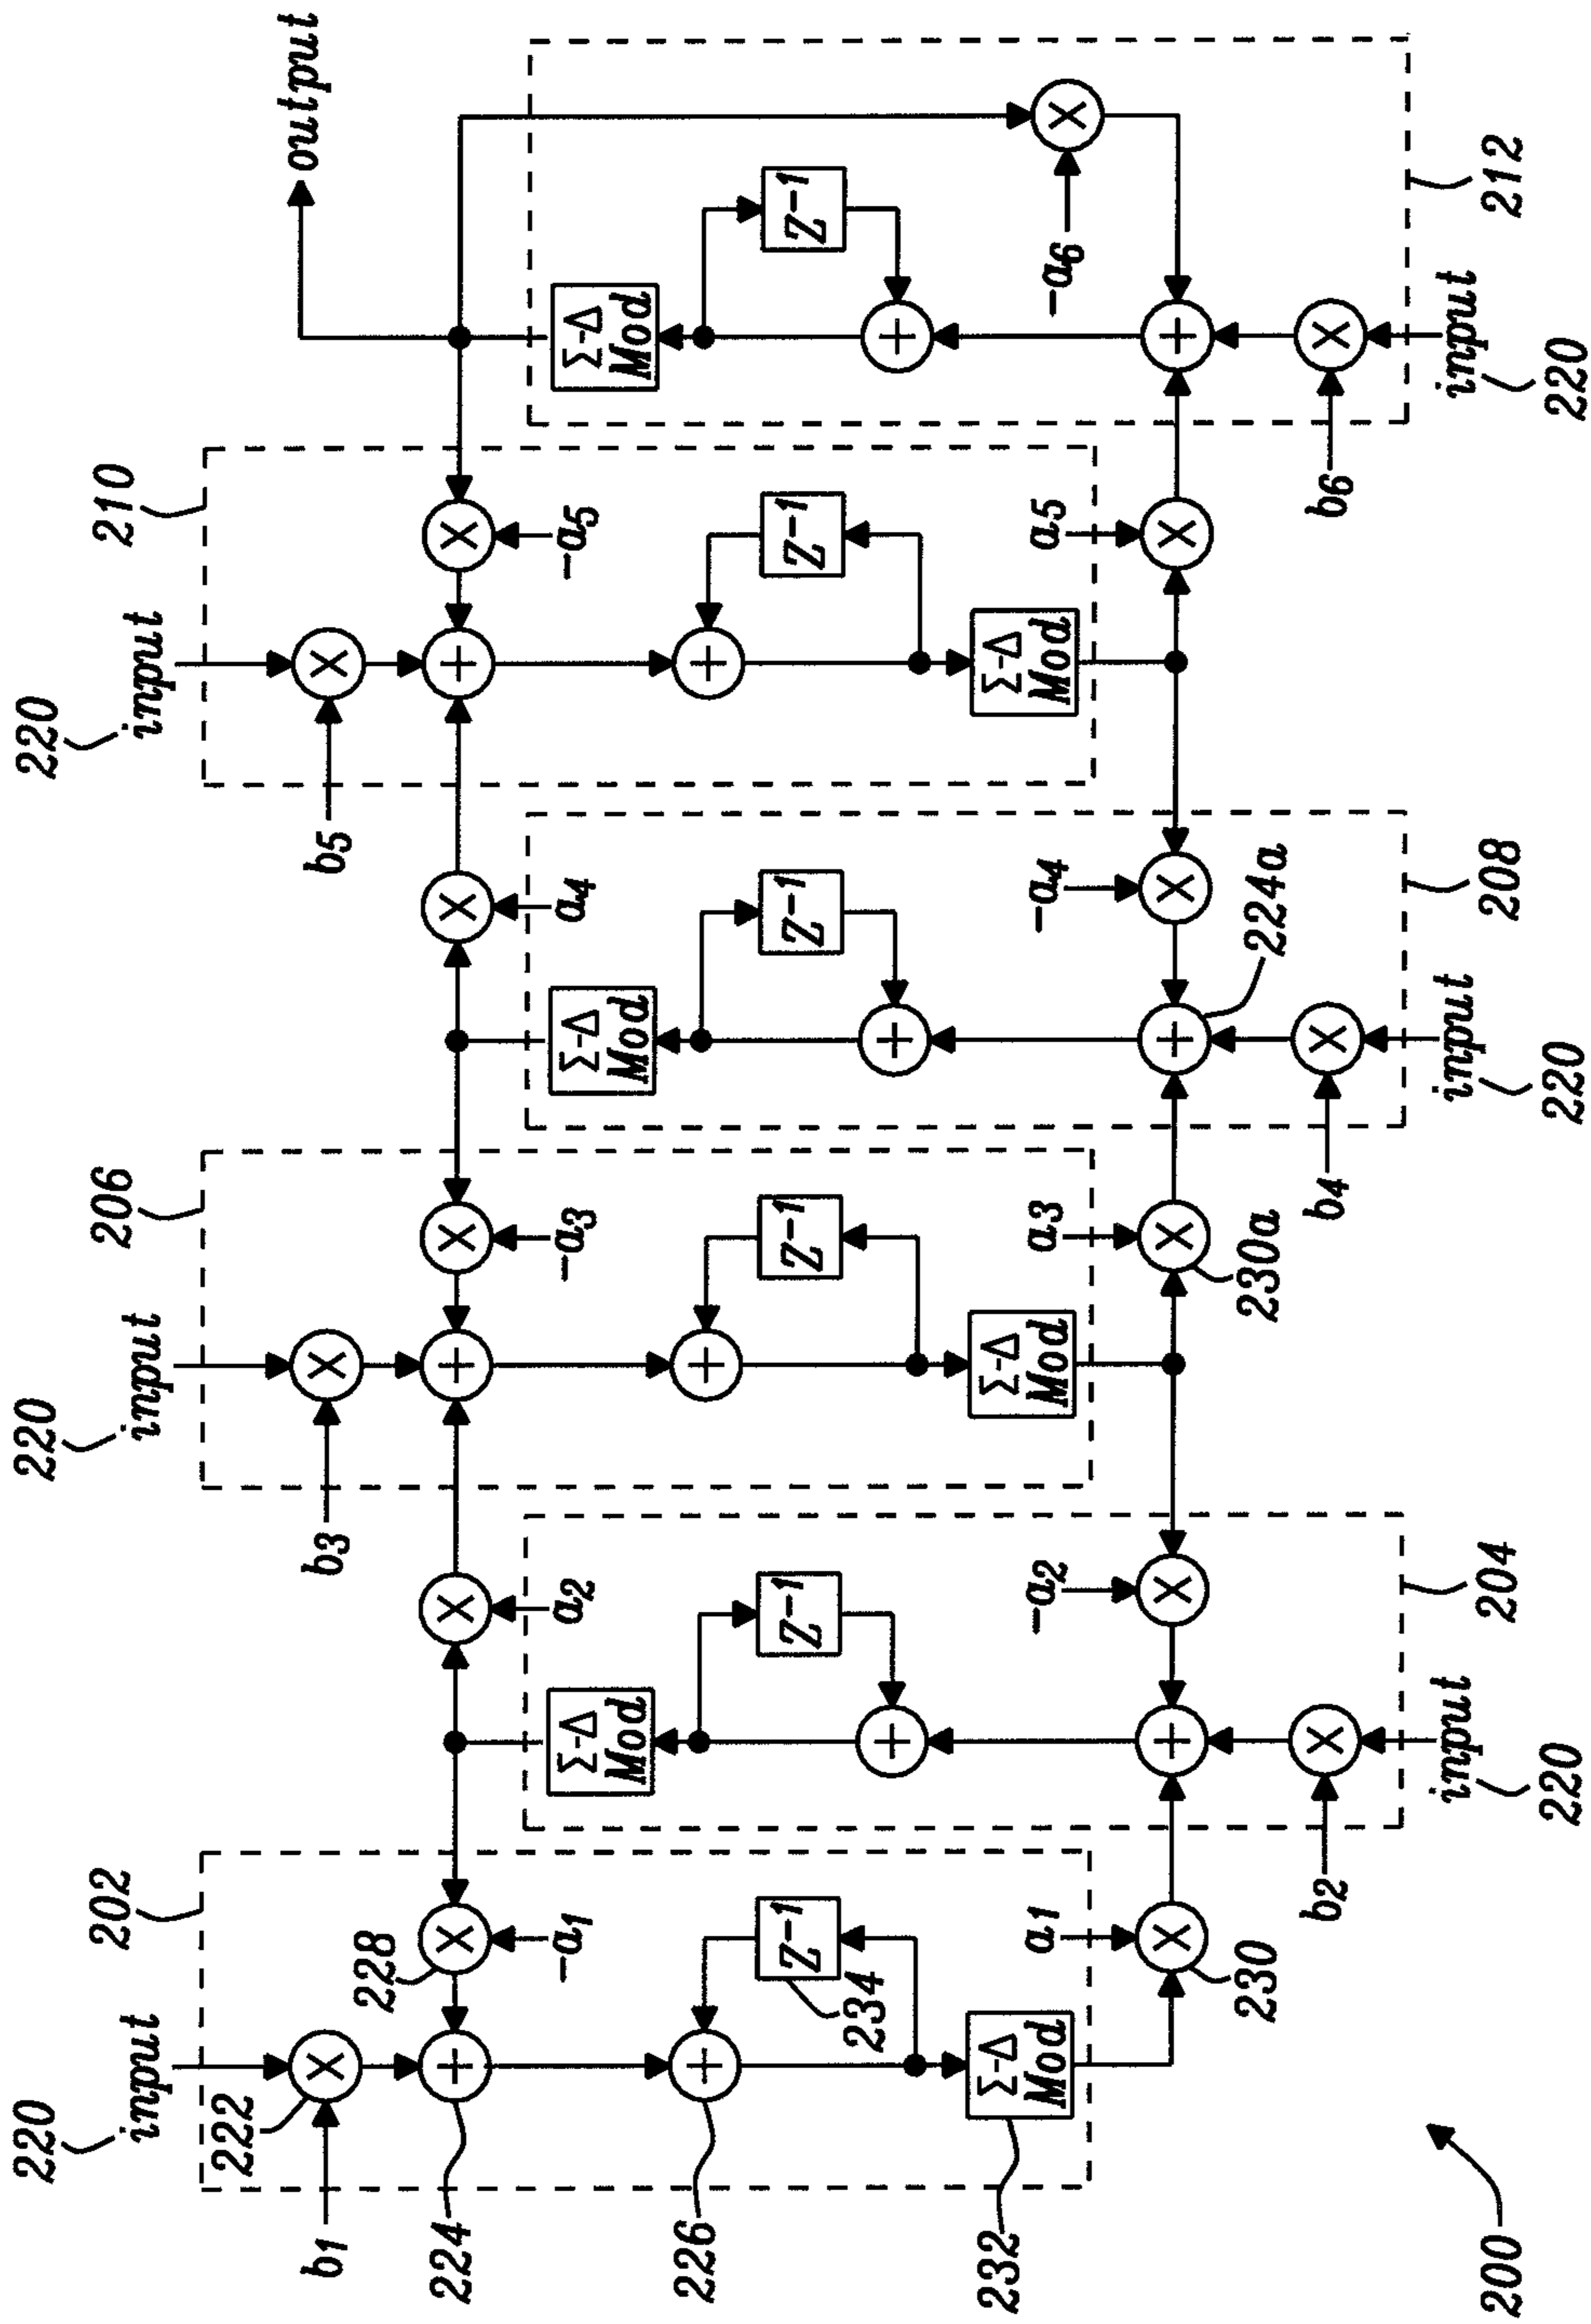 220
220
220
202
206
210
input
input
input
222
output
b1
b3
b5
228
224
-a1
a2
-a3
a4
-a5
Σ-Δ
Mod
Σ-Δ
Mod
Σ-Δ
Mod
226
Z-1
Z-1
Z-1
Z-1
Z-1
Z-1
234
232
Σ-Δ
Mod
Σ-Δ
Mod
Σ-Δ
Mod
a1
-a2
a3
-a4
a5
-a6
230
230a
224a
b2
b4
b6
input
input
input
200
204
208
212
220
220
220